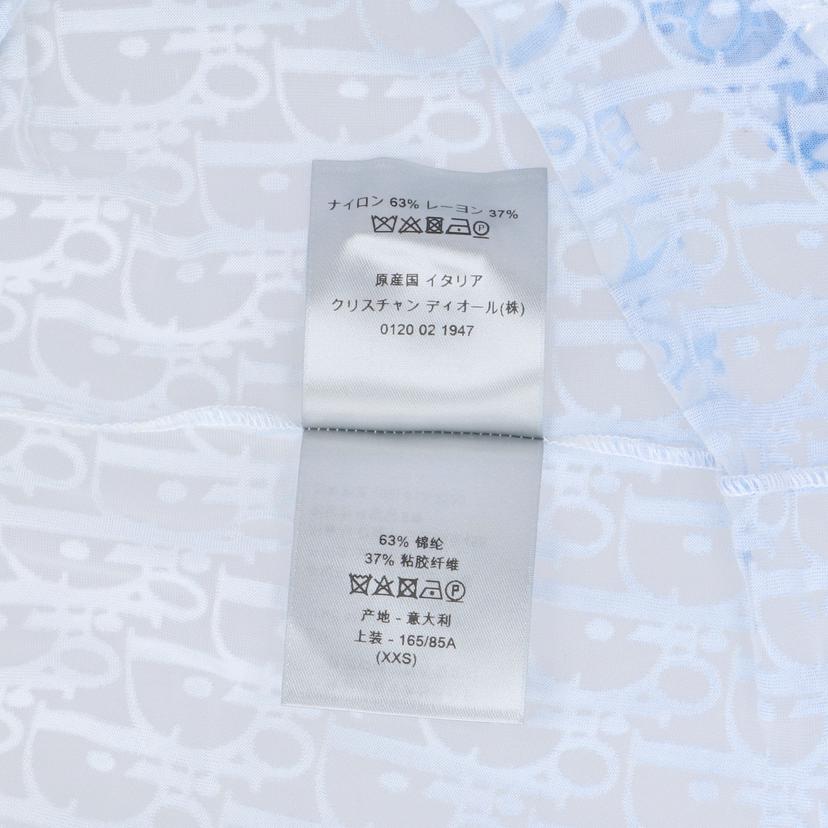 ナイロン 63% レーヨン 37%
P
原産国 イタリア
クリスチャン ディオール(株)
0120 02 1947
63% 锦纶
37% 粘胶纤维
P
产地 - 意大利
上装 - 165/85A
(XXS)